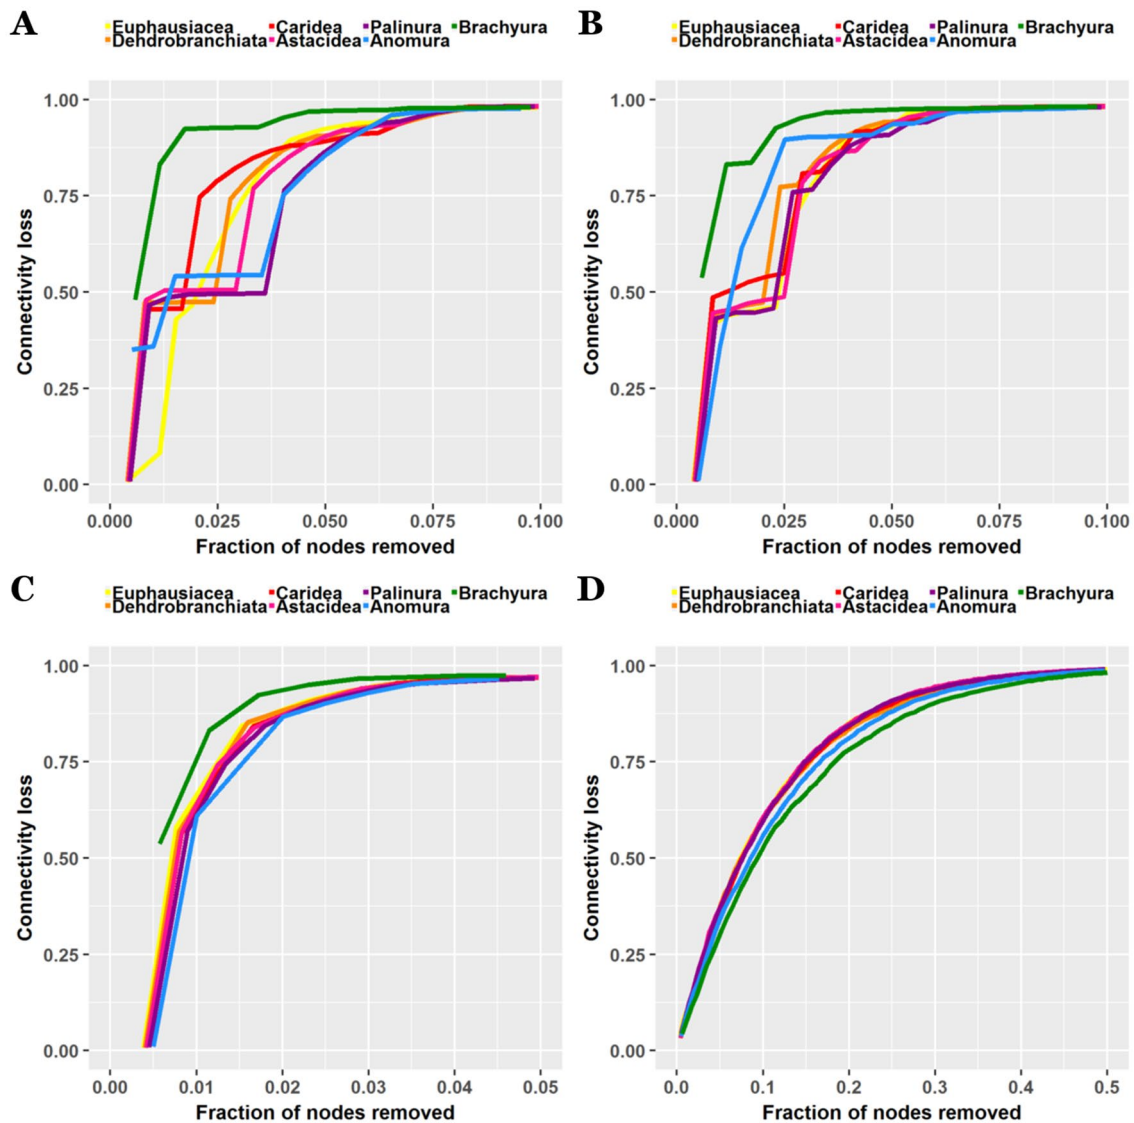 A
Euphausiacea Caridea Palinura Brachyura
Dendrobranchiata Astacidea Anomura
1.00
0.75
0.50
0.25
0.00
Connectivity loss
0.000 0.025 0.050 0.075 0.100
Fraction of nodes removed
B
Euphausiacea Caridea Palinura Brachyura
Dendrobranchiata Astacidea Anomura
1.00
0.75
0.50
0.25
0.00
Connectivity loss
0.000 0.025 0.050 0.075 0.100
Fraction of nodes removed
C
Euphausiacea Caridea Palinura Brachyura
Dendrobranchiata Astacidea Anomura
1.00
0.75
0.50
0.25
0.00
Connectivity loss
0.00 0.01 0.02 0.03 0.04 0.05
Fraction of nodes removed
D
Euphausiacea Caridea Palinura Brachyura
Dendrobranchiata Astacidea Anomura
1.00
0.75
0.50
0.25
0.00
Connectivity loss
0.0 0.1 0.2 0.3 0.4 0.5
Fraction of nodes removed